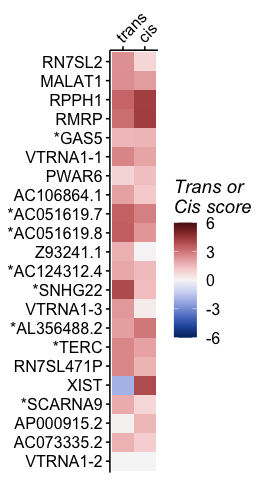 trans
cis
RN7SL2
MALAT1
RPPH1
RMRP
*GAS5
VTRNA1-1
PWAR6
AC106864.1
*AC051619.7
*AC051619.8
Z93241.1
*AC124312.4
*SNHG22
VTRNA1-3
*AL356488.2
*TERC
RN7SL471P
XIST
*SCARNA9
AP000915.2
AC073335.2
VTRNA1-2
Trans or
Cis score
6
3
0
-3
-6